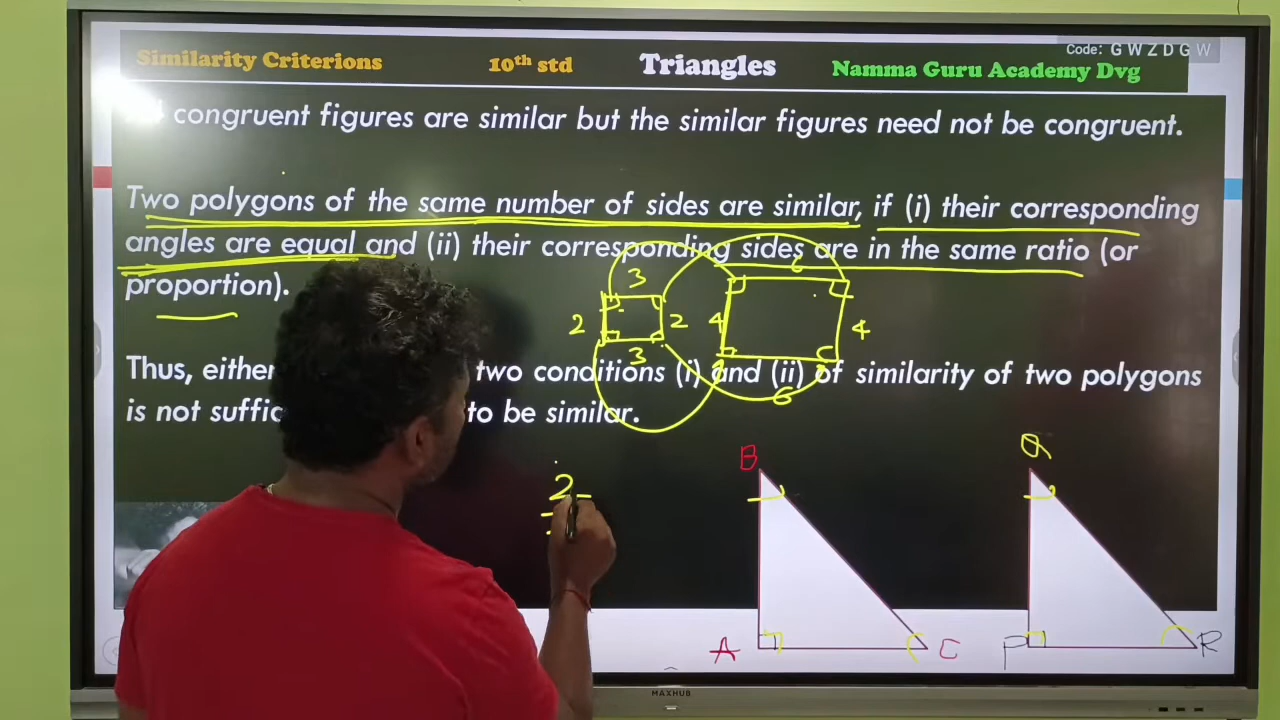 Code: G W Z D G W
Similarity Criterions 10th std Triangles Namma Guru Academy Dvg
congruent figures are similar but the similar figures need not be congruent.
Two polygons of the same number of sides are similar, if (i) their corresponding
angles are equal and (ii) their corresponding sides are in the same ratio (or
proportion).
3 6
2 2 4 4
3
6
Thus, either two conditions (i) and (ii) of similarity of two polygons
is not to be similar.
B Q
2
A C P R
MAXHUB